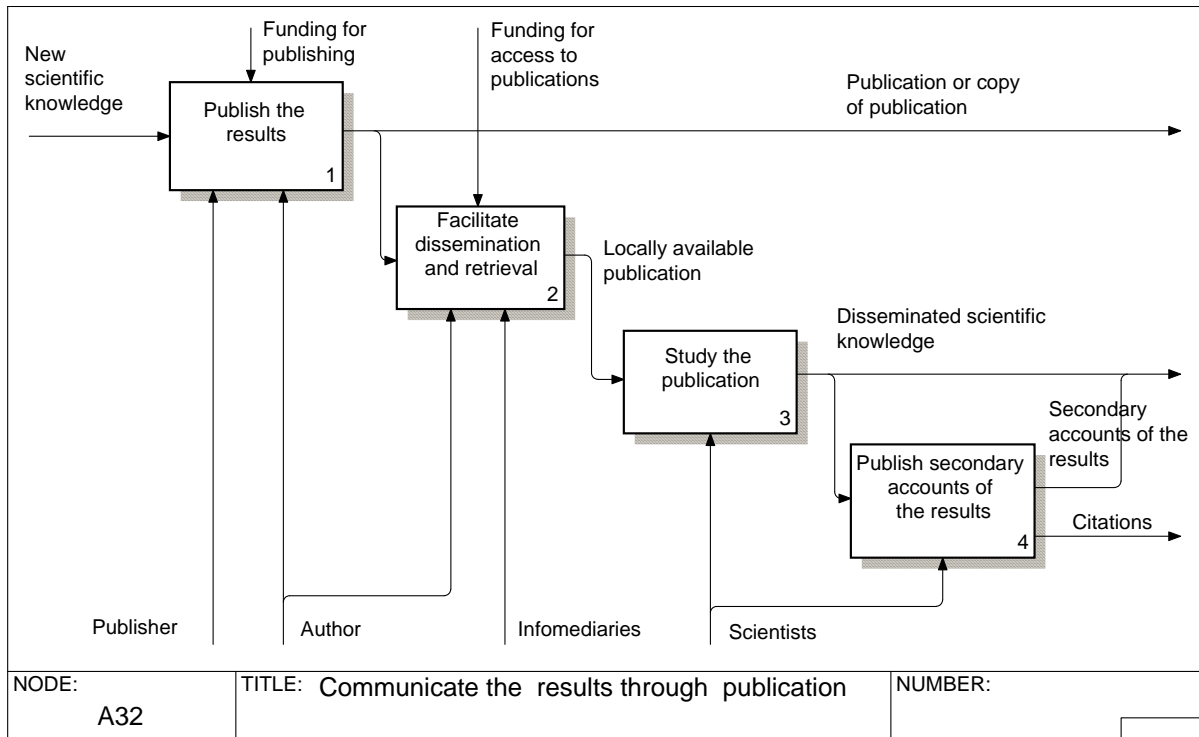 Funding for
publishing
Funding for
access to
publications
New
scientific
knowledge
Publish the
results
1
Publication or copy
of publication
Facilitate
dissemination
and retrieval
2
Locally available
publication
Study the
publication
3
Disseminated scientific
knowledge
Secondary
accounts of the
results
Publish secondary
accounts of
the results
4
Citations
Publisher
Author
Infomediaries
Scientists
NODE:
A32
TITLE: Communicate the results through publication
NUMBER: